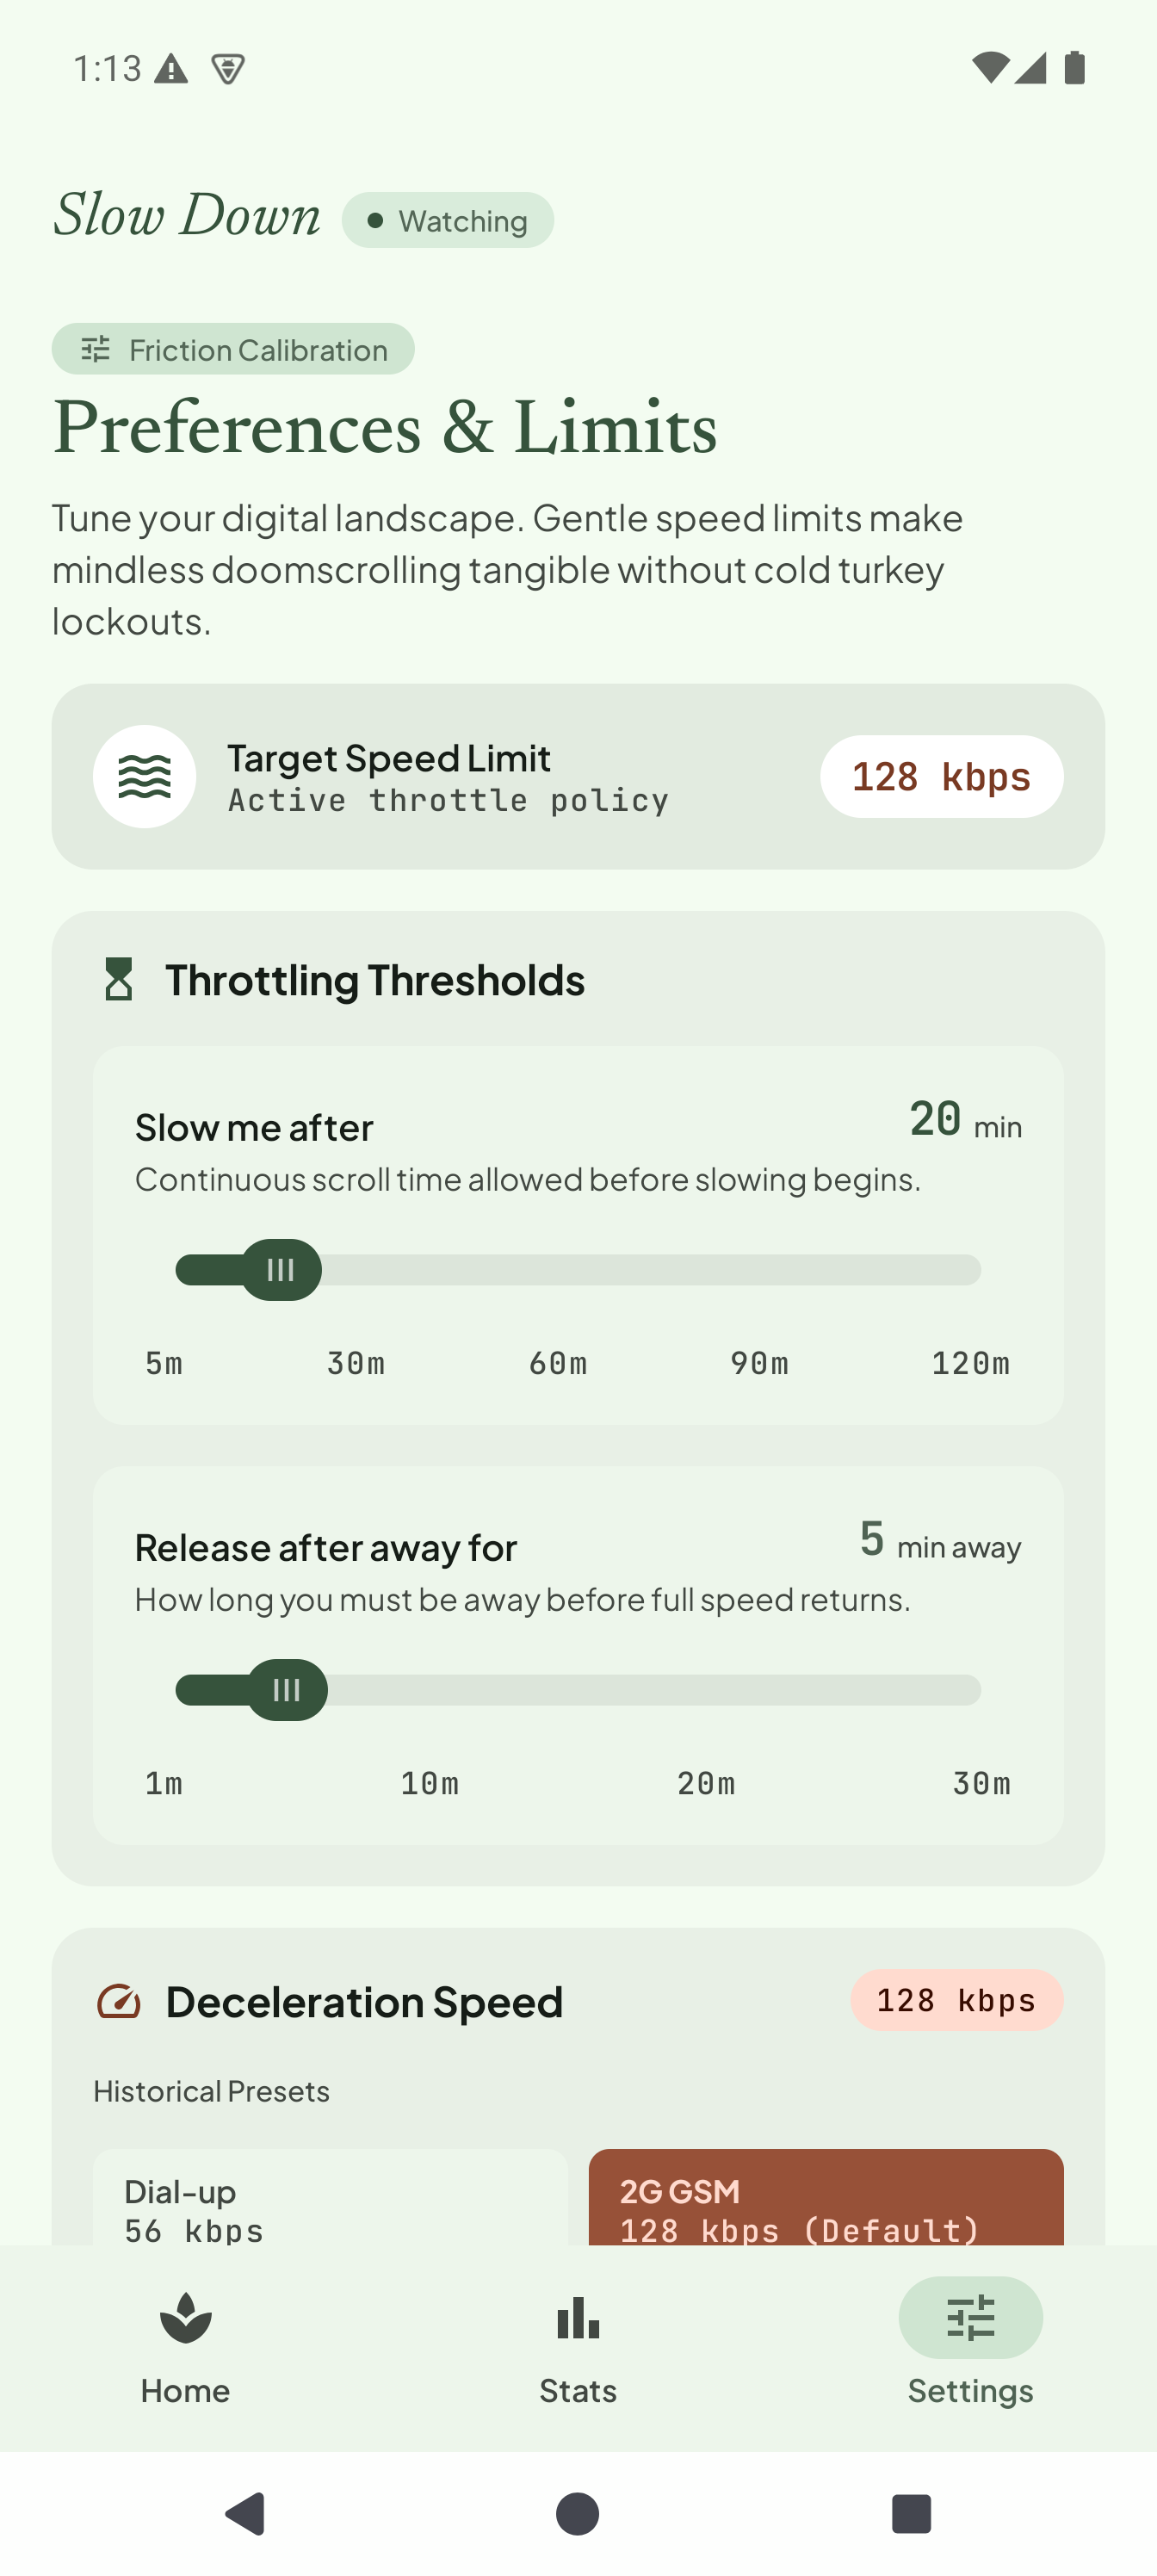 1:13
Slow Down
Watching
Friction Calibration
Preferences & Limits
Tune your digital landscape. Gentle speed limits make
mindless doomscrolling tangible without cold turkey
lockouts.
Target Speed Limit
Active throttle policy
128 kbps
Throttling Thresholds
Slow me after
20 min
Continuous scroll time allowed before slowing begins.
5m 30m 60m 90m 120m
Release after away for
5 min away
How long you must be away before full speed returns.
1m 10m 20m 30m
Deceleration Speed
128 kbps
Historical Presets
Dial-up
56 kbps
2G GSM
128 kbps (Default)
Home
Stats
Settings